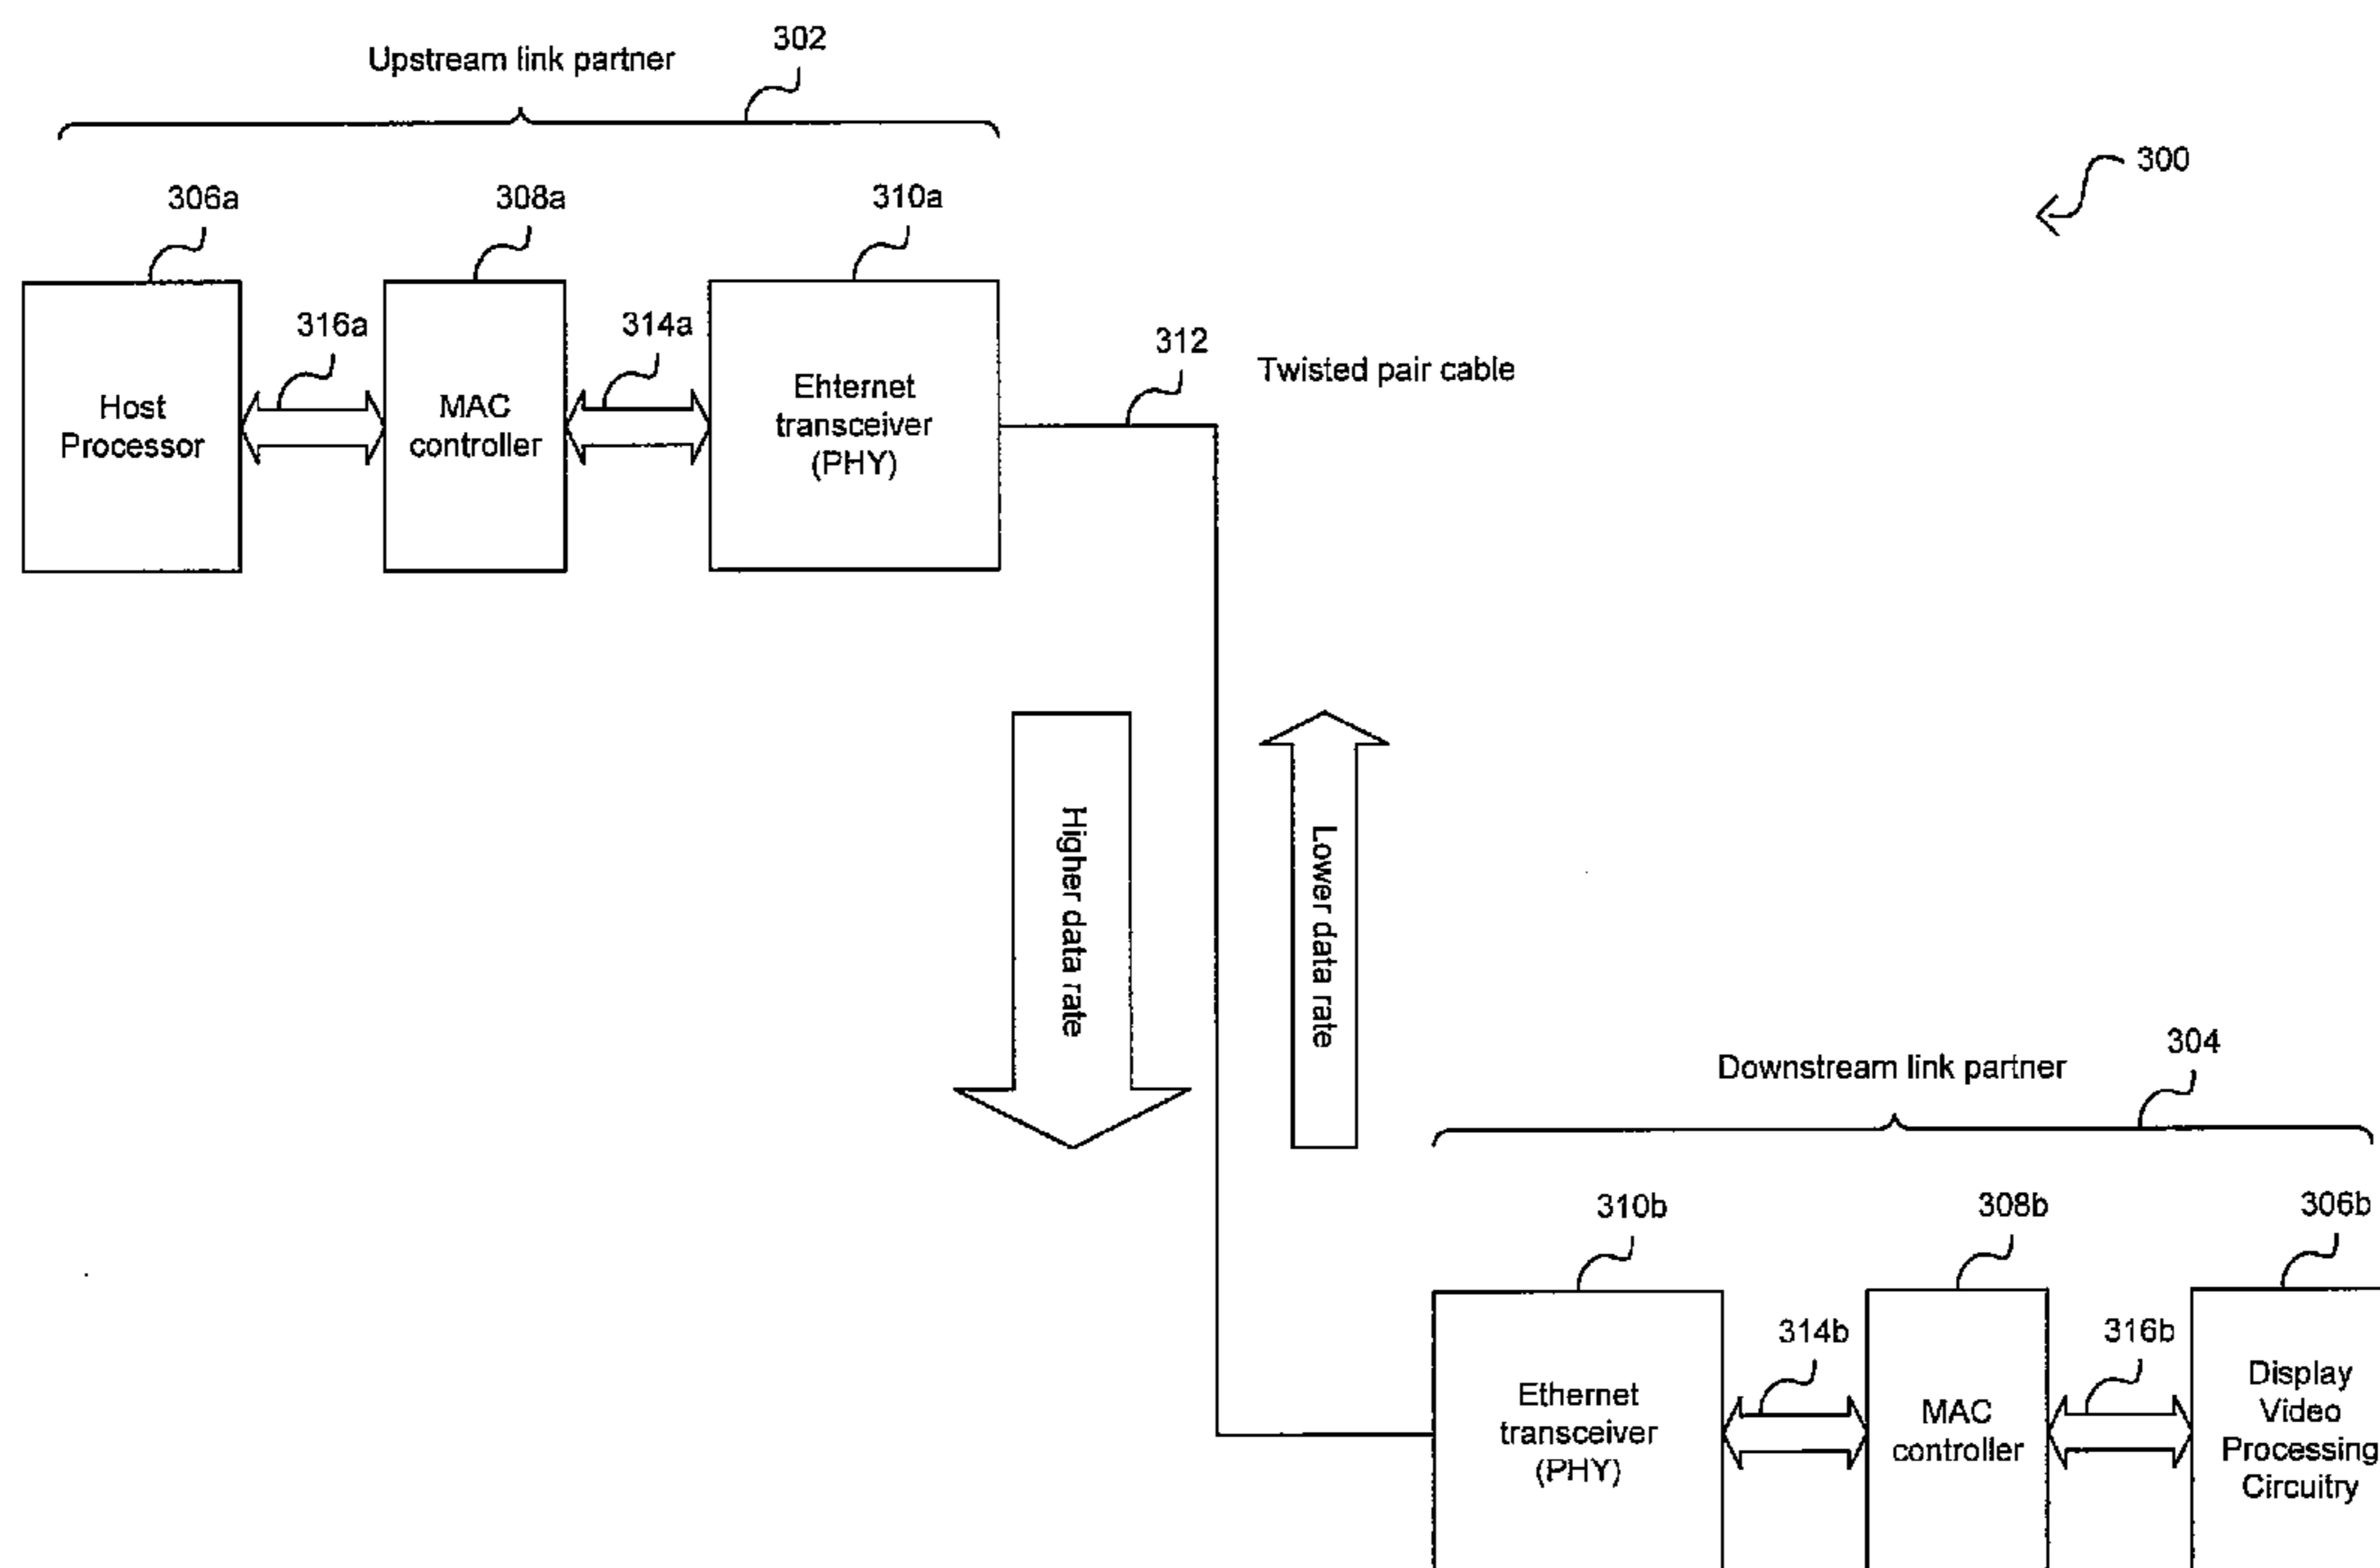 302
Upstream link partner
300
306a
308a
310a
316a
314a
312
Twisted pair cable
Host
Processor
MAC
controller
Ehternet
transceiver
(PHY)
Higher data rate
Lower data rate
304
Downstream link partner
310b
308b
306b
314b
316b
Ethernet
transceiver
(PHY)
MAC
controller
Display
Video
Processing
Circuitry